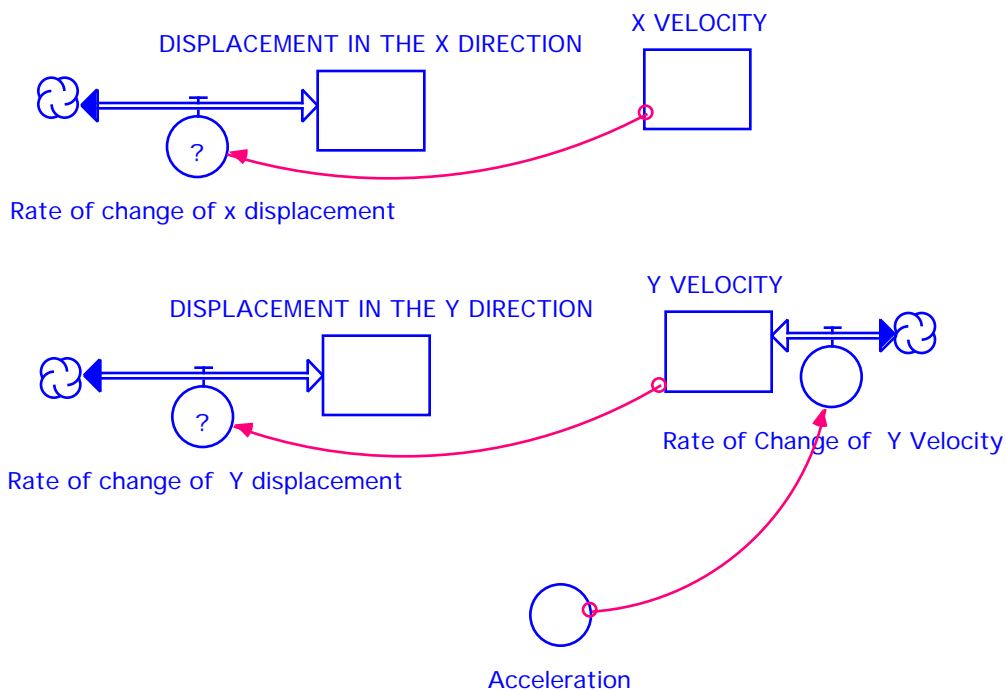 X VELOCITY
DISPLACEMENT IN THE X DIRECTION
?
Rate of change of x displacement
Y VELOCITY
DISPLACEMENT IN THE Y DIRECTION
?
Rate of Change of Y Velocity
Rate of change of Y displacement
Acceleration